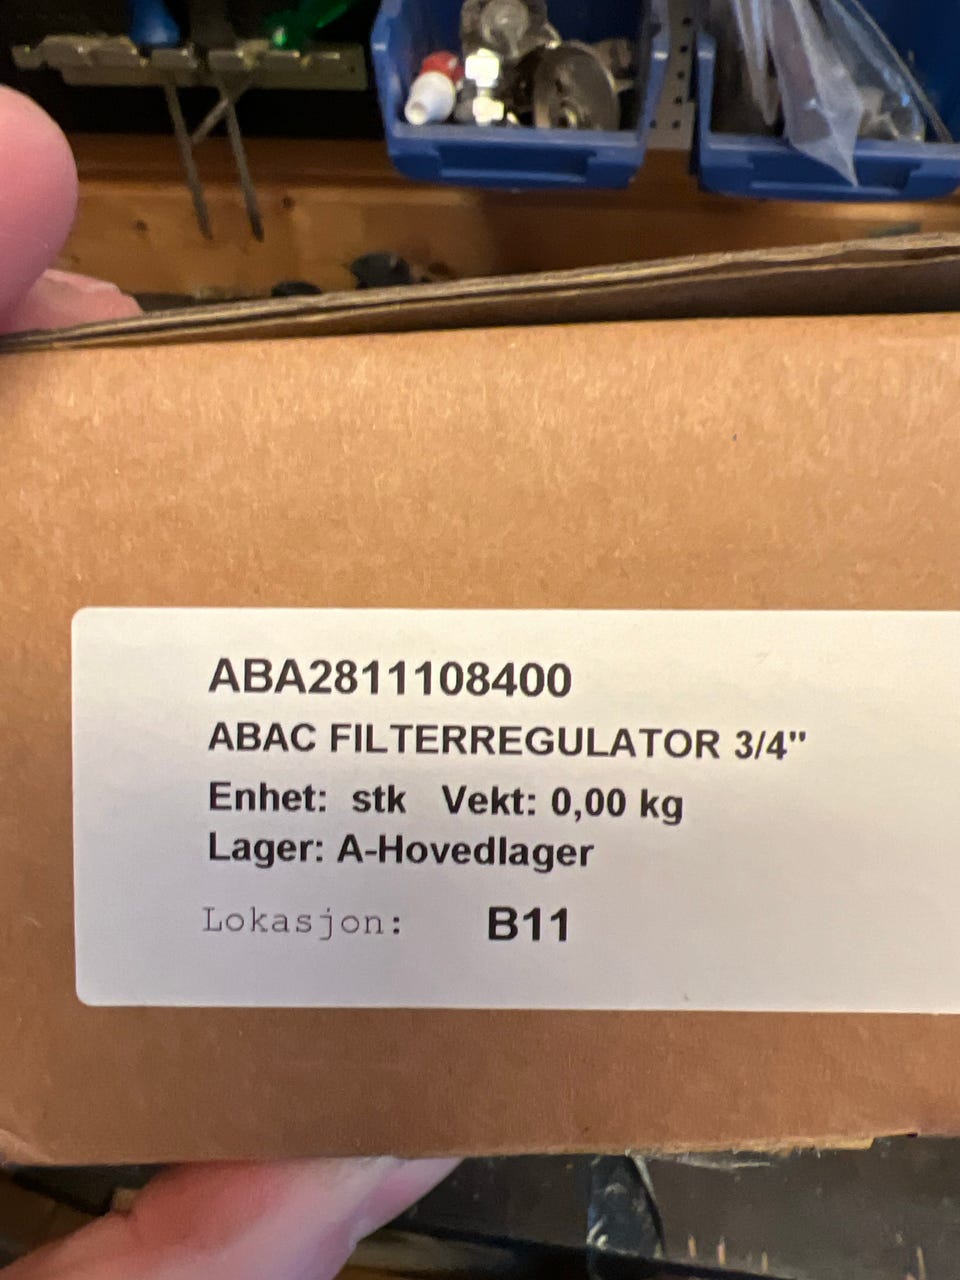 ABA2811108400
ABAC FILTERREGULATOR 3/4"
Enhet: stk Vekt: 0,00 kg
Lager: A-Hovedlager
Lokasjon: B11